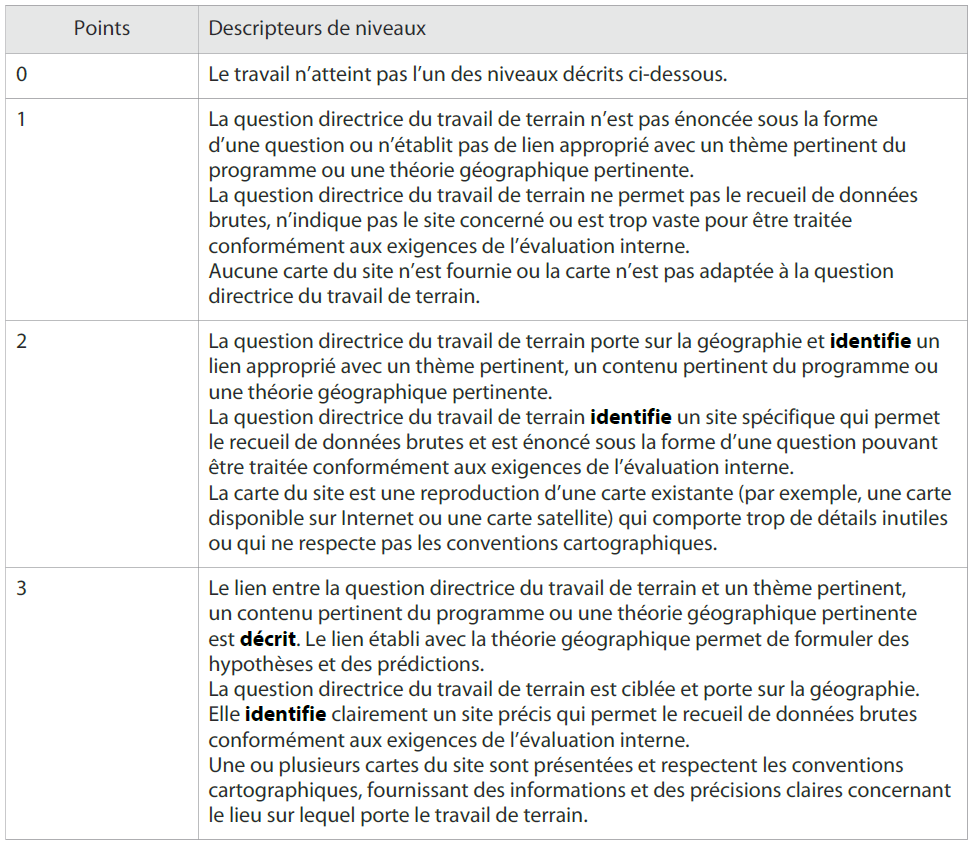 Points Descripteurs de niveaux
0 Le travail n’atteint pas l’un des niveaux décrits ci-dessous.
1 La question directrice du travail de terrain n’est pas énoncée sous la forme
d’une question ou n’établit pas de lien approprié avec un thème pertinent du
programme ou une théorie géographique pertinente.
La question directrice du travail de terrain ne permet pas le recueil de données
brutes, n’indique pas le site concerné ou est trop vaste pour être traitée
conformément aux exigences de l’évaluation interne.
Aucune carte du site n’est fournie ou la carte n’est pas adaptée à la question
directrice du travail de terrain.
2 La question directrice du travail de terrain porte sur la géographie et identifie un
lien approprié avec un thème pertinent, un contenu pertinent du programme ou
une théorie géographique pertinente.
La question directrice du travail de terrain identifie un site spécifique qui permet
le recueil de données brutes et est énoncé sous la forme d’une question pouvant
être traitée conformément aux exigences de l’évaluation interne.
La carte du site est une reproduction d’une carte existante (par exemple, une carte
disponible sur Internet ou une carte satellite) qui comporte trop de détails inutiles
ou qui ne respecte pas les conventions cartographiques.
3 Le lien entre la question directrice du travail de terrain et un thème pertinent,
un contenu pertinent du programme ou une théorie géographique pertinente
est décrit. Le lien établi avec la théorie géographique permet de formuler des
hypothèses et des prédictions.
La question directrice du travail de terrain est ciblée et porte sur la géographie.
Elle identifie clairement un site précis qui permet le recueil de données brutes
conformément aux exigences de l’évaluation interne.
Une ou plusieurs cartes du site sont présentées et respectent les conventions
cartographiques, fournissant des informations et des précisions claires concernant
le lieu sur lequel porte le travail de terrain.